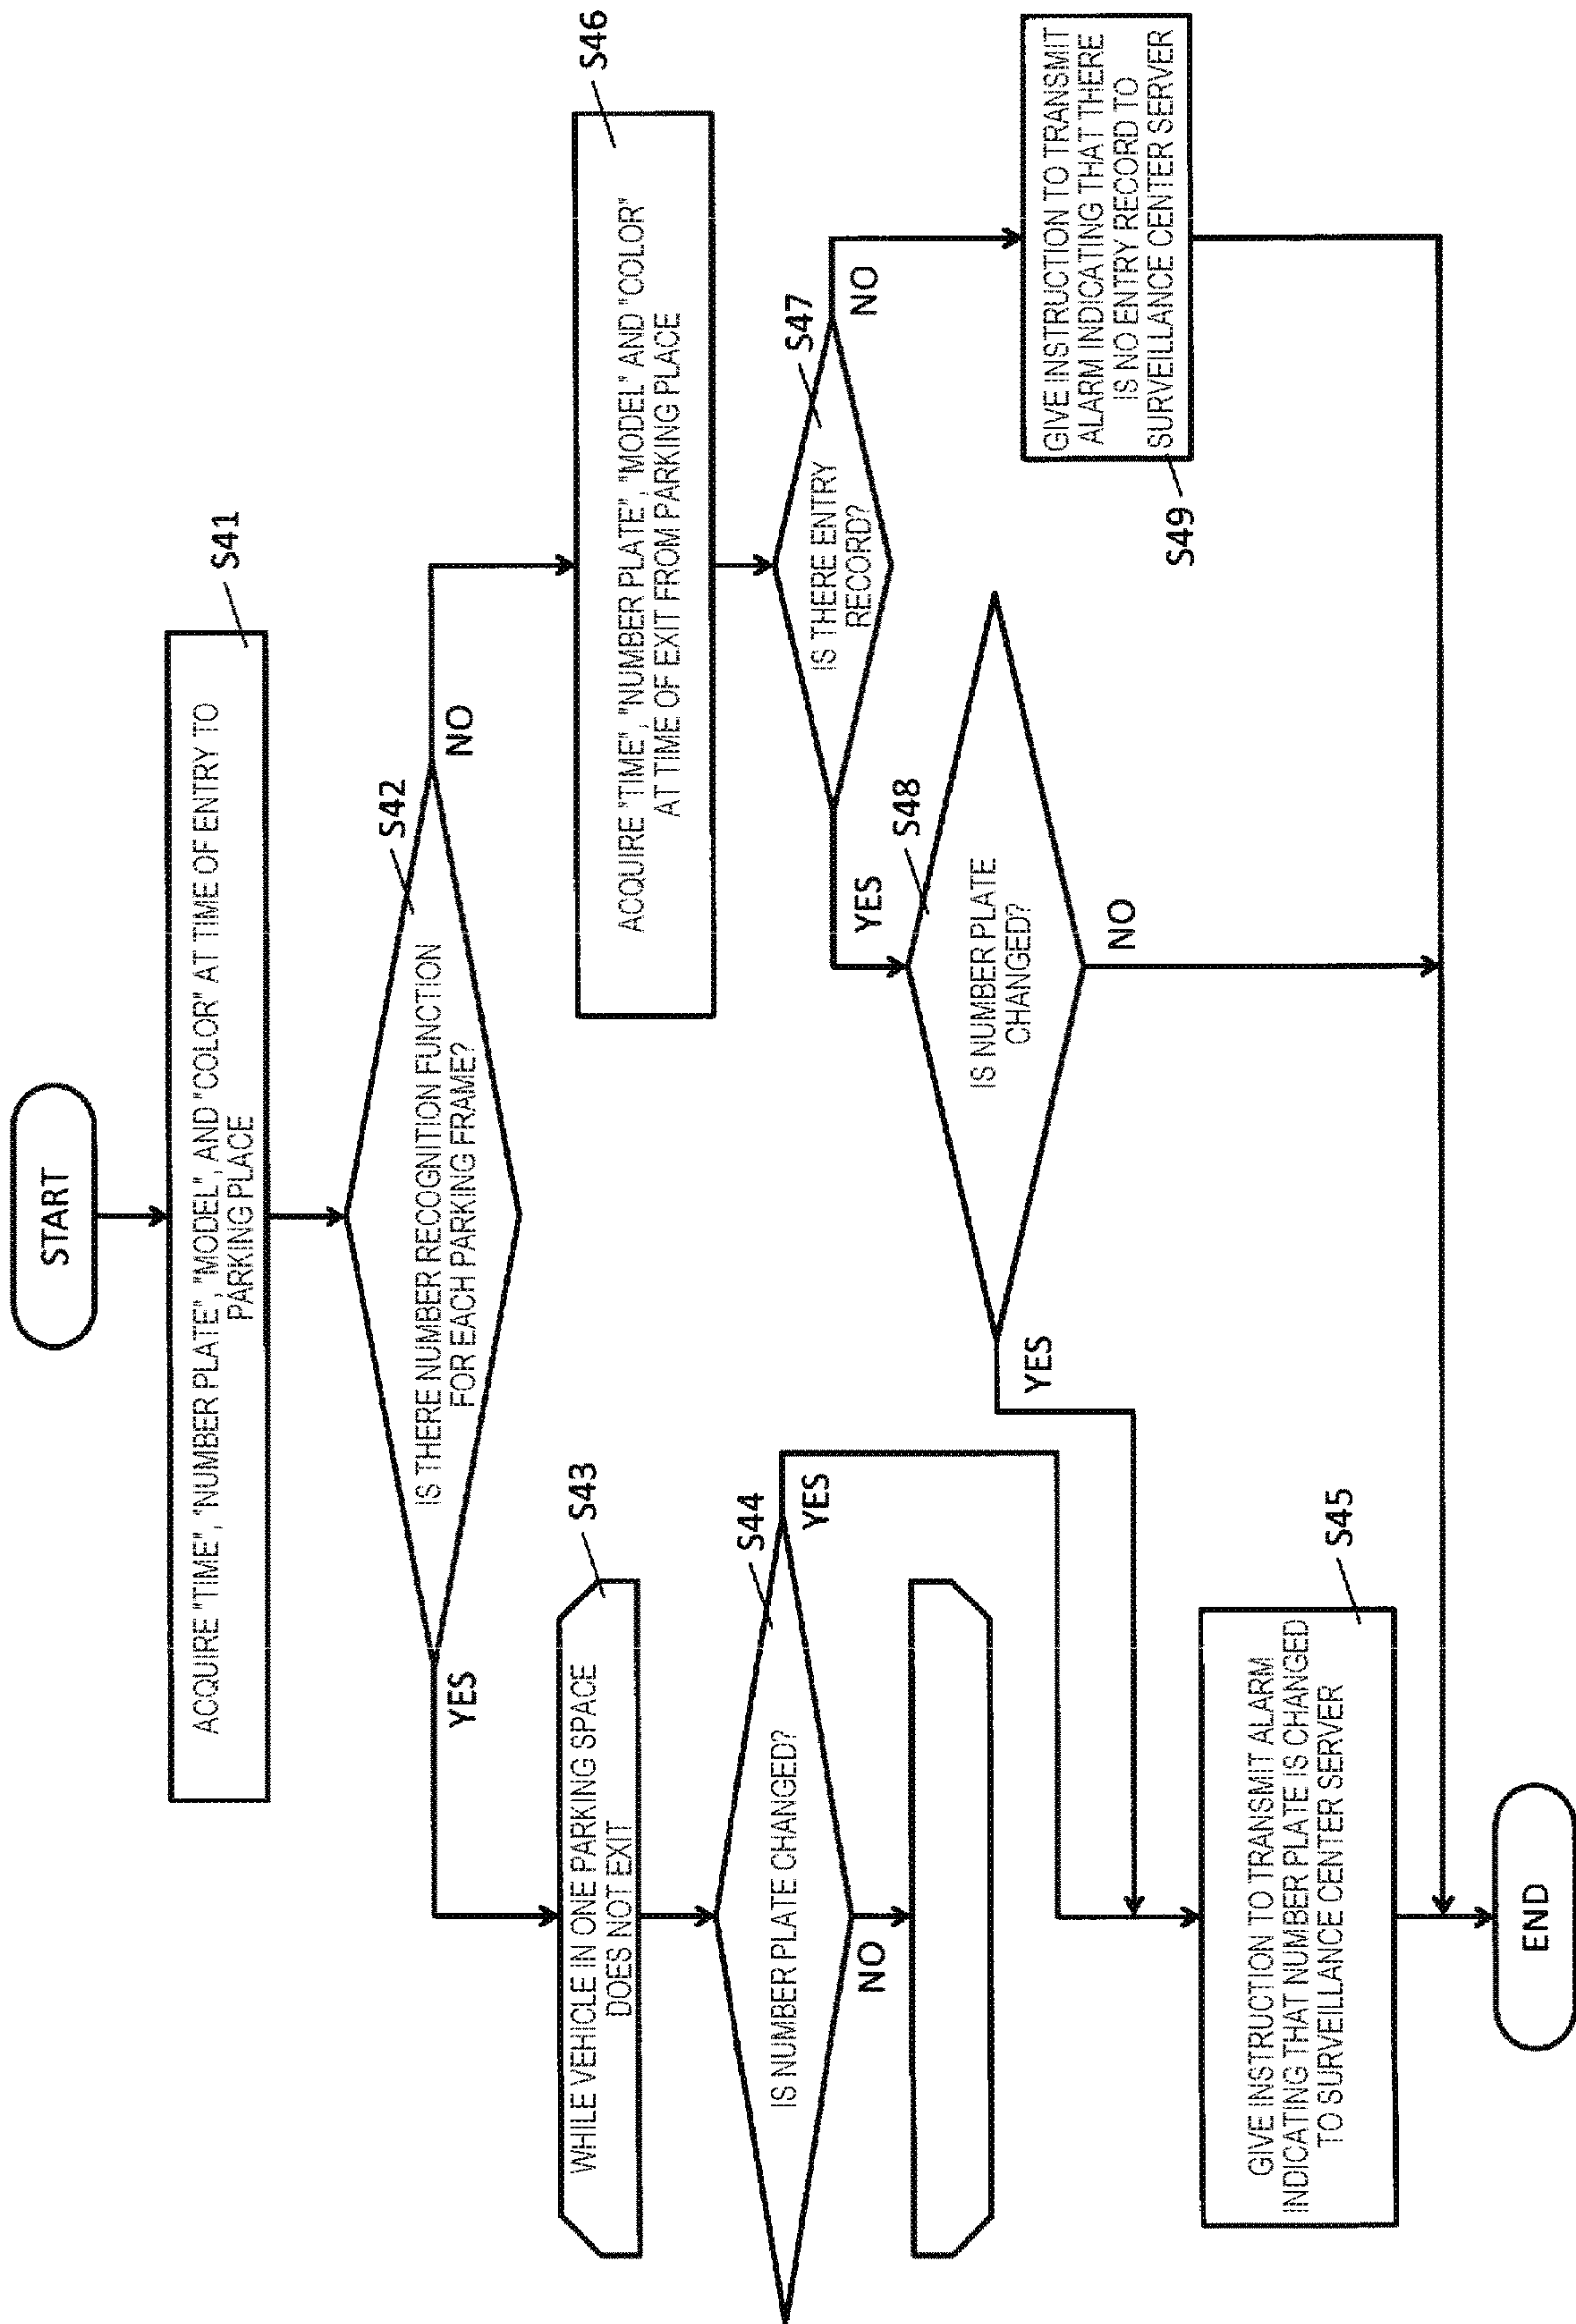 START
ACQUIRE "TIME", "NUMBER PLATE", "MODEL", AND "COLOR" AT TIME OF ENTRY TO
PARKING PLACE
S41
IS THERE NUMBER RECOGNITION FUNCTION
FOR EACH PARKING FRAME?
S42
YES
NO
WHILE VEHICLE IN ONE PARKING SPACE
DOES NOT EXIT
S43
IS NUMBER PLATE CHANGED?
S44
YES
NO
GIVE INSTRUCTION TO TRANSMIT ALARM
INDICATING THAT NUMBER PLATE IS CHANGED
TO SURVEILLANCE CENTER SERVER
S45
ACQUIRE "TIME", "NUMBER PLATE", "MODEL" AND "COLOR"
AT TIME OF EXIT FROM PARKING PLACE
S46
IS THERE ENTRY
RECORD?
S47
YES
NO
IS NUMBER PLATE
CHANGED?
S48
YES
NO
GIVE INSTRUCTION TO TRANSMIT
ALARM INDICATING THAT THERE
IS NO ENTRY RECORD TO
SURVEILLANCE CENTER SERVER
S49
END